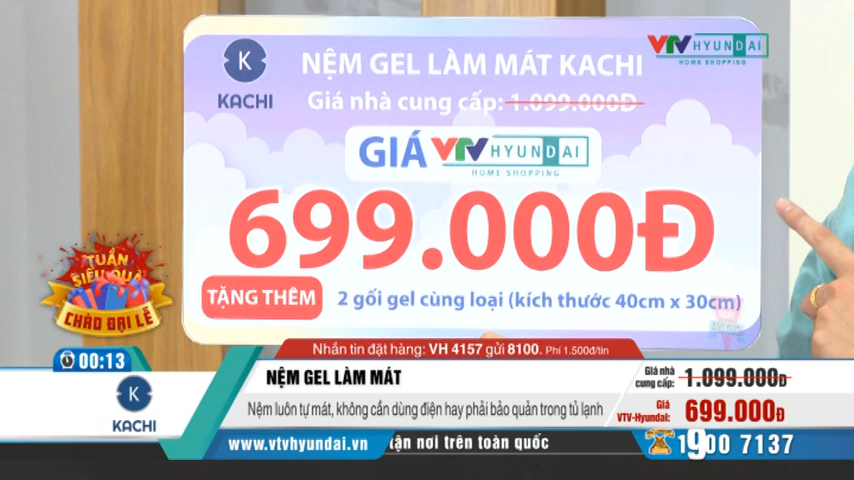 VTV HYUNDAI
HOME SHOPPING
K
KACHI
NỆM GEL LÀM MÁT KACHI
Giá nhà cung cấp: 1.099.000Đ
GIÁ VTV HYUNDAI
HOME SHOPPING
699.000Đ
TẶNG THÊM
2 gối gel cùng loại (kích thước 40cm x 30cm)
TUẦN
SIÊU QUÀ
CHÀO ĐẠI LỄ
00:13
Nhắn tin đặt hàng: VH 4157 gửi 8100. Phí 1.500đ/tin
K
KACHI
NỆM GEL LÀM MÁT
Nệm luôn tự mát, không cần dùng điện hay phải bảo quản trong tủ lạnh
Giá nhà
cung cấp: 1.099.000Đ
Giá
VTV-Hyundai: 699.000Đ
www.vtvhyundai.vn
tận nơi trên toàn quốc
1900 7137